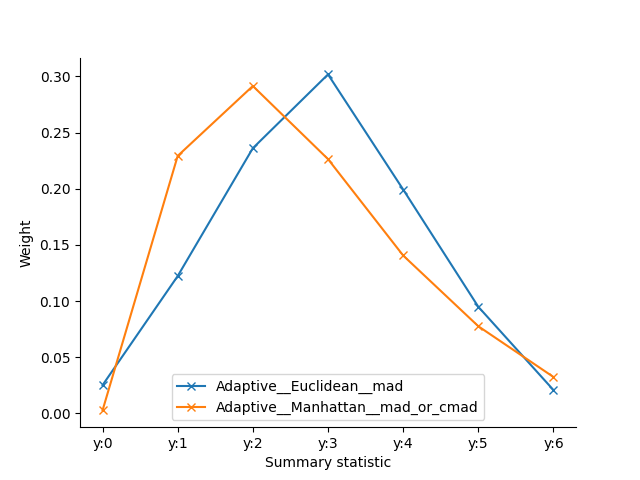 0.30
0.25
0.20
0.15
0.10
0.05
0.00
Weight
Adaptive__Euclidean__mad
Adaptive__Manhattan__mad_or_cmad
y:0 y:1 y:2 y:3 y:4 y:5 y:6
Summary statistic